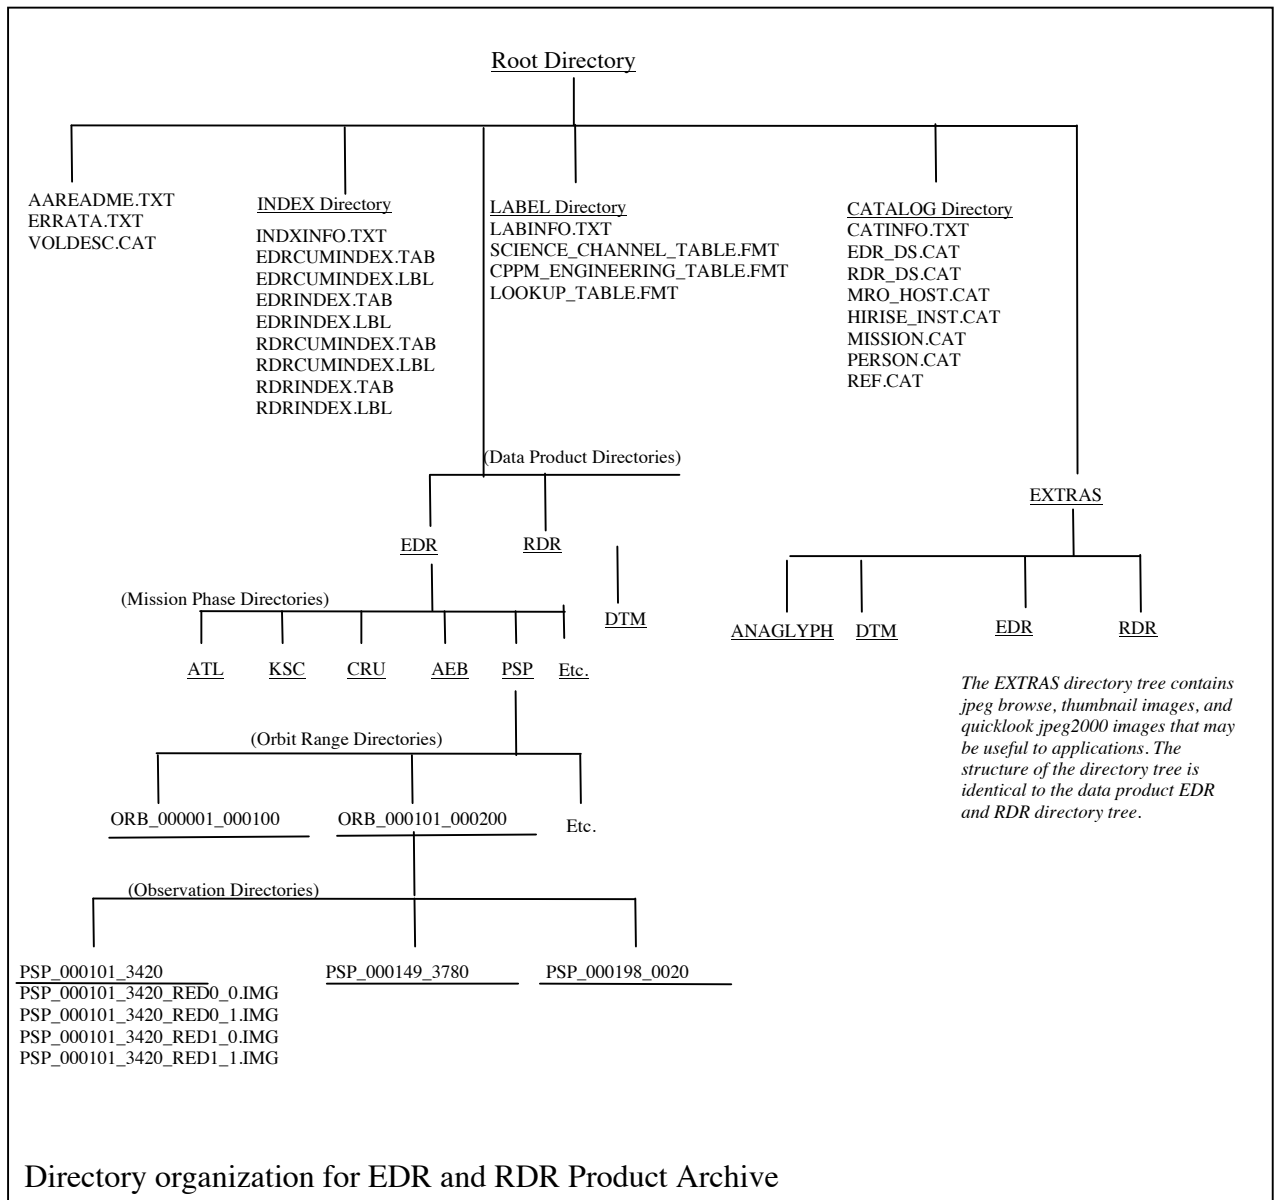 Root Directory
AAREADME.TXT
ERRATA.TXT
VOLDESC.CAT
INDEX Directory
INDXINFO.TXT
EDRCUMINDEX.TAB
EDRCUMINDEX.LBL
EDRINDEX.TAB
EDRINDEX.LBL
RDRCUMINDEX.TAB
RDRCUMINDEX.LBL
RDRINDEX.TAB
RDRINDEX.LBL
LABEL Directory
LABINFO.TXT
SCIENCE_CHANNEL_TABLE.FMT
CPPM_ENGINEERING_TABLE.FMT
LOOKUP_TABLE.FMT
CATALOG Directory
CATINFO.TXT
EDR_DS.CAT
RDR_DS.CAT
MRO_HOST.CAT
HIRISE_INST.CAT
MISSION.CAT
PERSON.CAT
REF.CAT
(Data Product Directories)
EDR
RDR
DTM
EXTRAS
ANAGLYPH
DTM
EDR
RDR
The EXTRAS directory tree contains
jpeg browse, thumbnail images, and
quicklook jpeg2000 images that may
be useful to applications. The
structure of the directory tree is
identical to the data product EDR
and RDR directory tree.
(Mission Phase Directories)
ATL
KSC
CRU
AEB
PSP
Etc.
(Orbit Range Directories)
ORB_000001_000100
ORB_000101_000200
Etc.
(Observation Directories)
PSP_000101_3420
PSP_000101_3420_RED0_0.IMG
PSP_000101_3420_RED0_1.IMG
PSP_000101_3420_RED1_0.IMG
PSP_000101_3420_RED1_1.IMG
PSP_000149_3780
PSP_000198_0020
Directory organization for EDR and RDR Product Archive